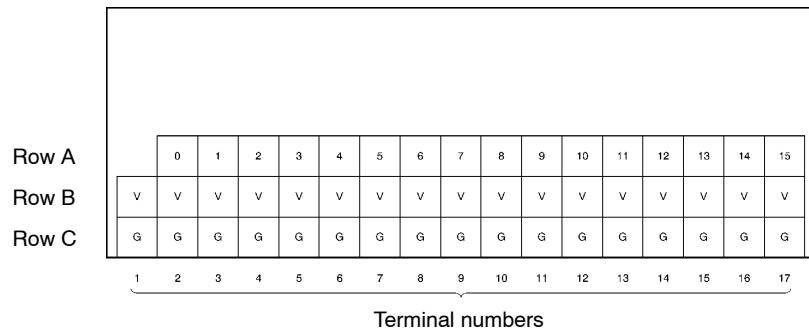 Row A 0 1 2 3 4 5 6 7 8 9 10 11 12 13 14 15
Row B V V V V V V V V V V V V V V V V V
Row C G G G G G G G G G G G G G G G G G
1 2 3 4 5 6 7 8 9 10 11 12 13 14 15 16 17
Terminal numbers